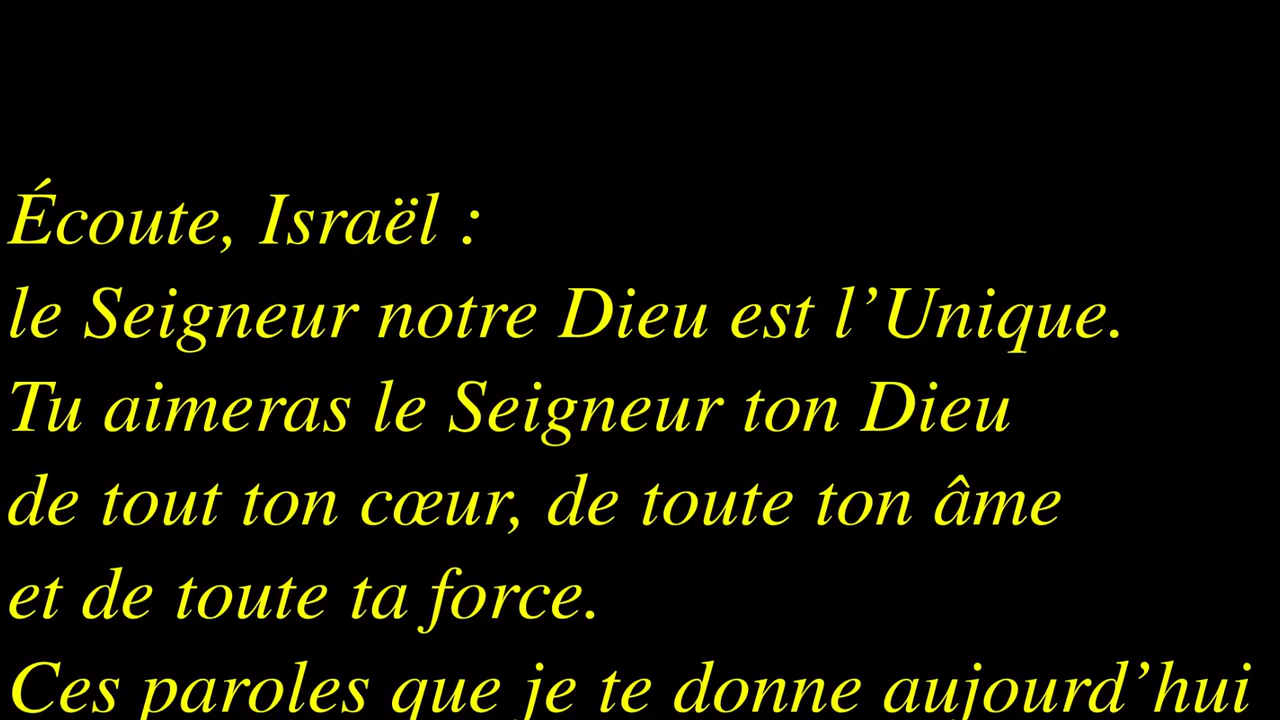 Écoute, Israël :
le Seigneur notre Dieu est l’Unique.
Tu aimeras le Seigneur ton Dieu
de tout ton cœur, de toute ton âme
et de toute ta force.
Ces paroles que je te donne aujourd’hui